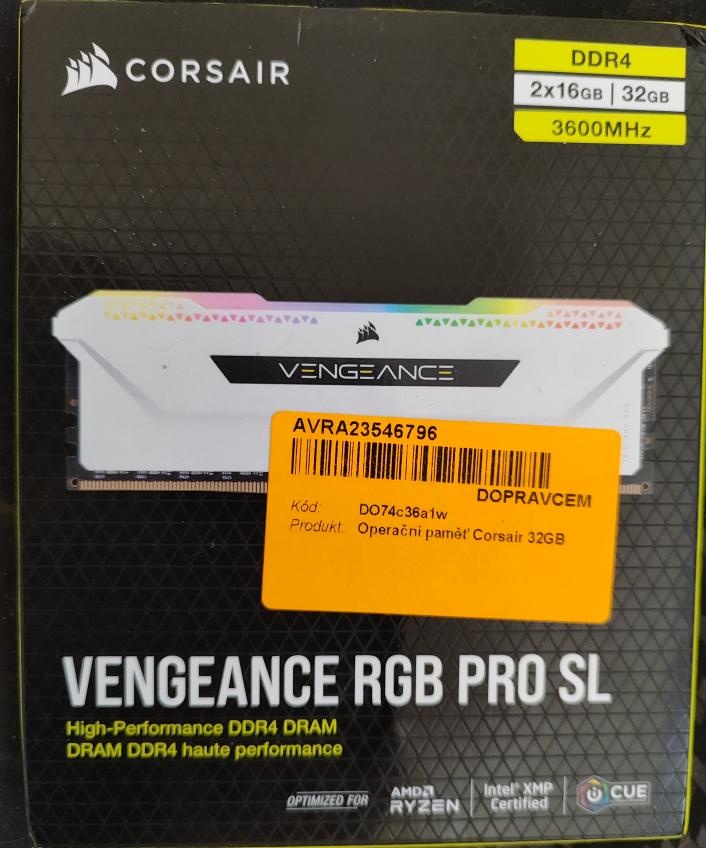 CORSAIR
DDR4
2x16GB | 32GB
3600MHz
VENGEANCE
AVRA23546796
DOPRAVCEM
Kód: DO74c36a1w
Produkt: Operační paměť Corsair 32GB
VENGEANCE RGB PRO SL
High-Performance DDR4 DRAM
DRAM DDR4 haute performance
OPTIMIZED FOR
AMD RYZEN
Intel® XMP
Certified
iCUE